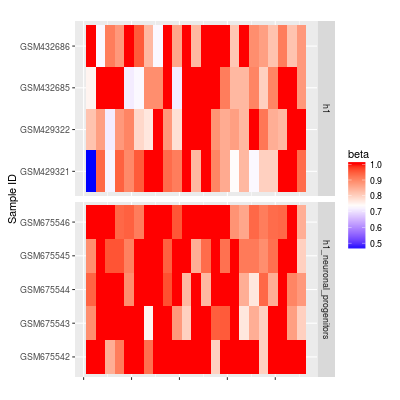 GSM432686
GSM432685
GSM429322
GSM429321
h1
GSM675546
GSM675545
GSM675544
GSM675543
GSM675542
h1_neuronal_progenitors
Sample ID
beta
1.0
0.9
0.8
0.7
0.6
0.5